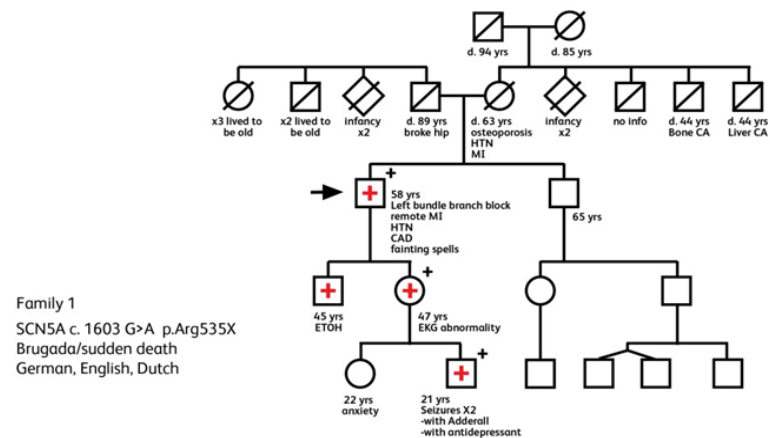 d. 94 yrs
d. 85 yrs
x3 lived to
be old
x2 lived to
be old
infancy
x2
d. 89 yrs
broke hip
d. 63 yrs
osteoporosis
HTN
MI
infancy
x2
no info
d. 44 yrs
Bone CA
d. 44 yrs
Liver CA
+
58 yrs
Left bundle branch block
remote MI
HTN
CAD
fainting spells
65 yrs
+
45 yrs
ETOH
47 yrs
EKG abnormality
+
22 yrs
anxiety
21 yrs
Seizures X2
-with Adderall
-with antidepressant
Family 1
SCN5A c. 1603 G>A p.Arg535X
Brugada/sudden death
German, English, Dutch